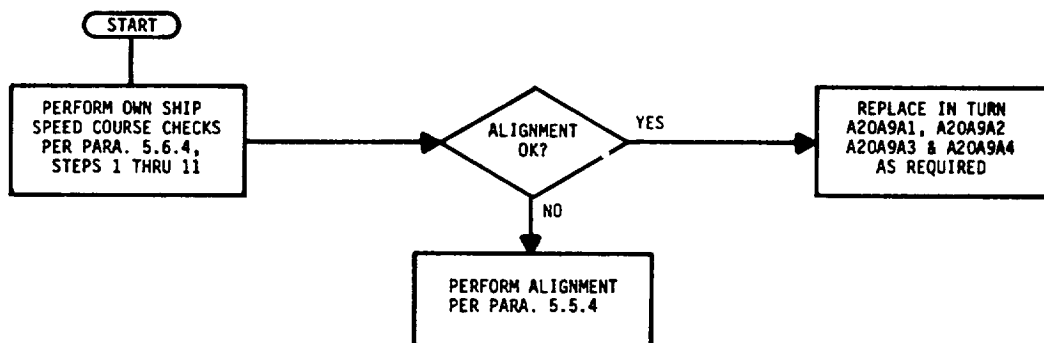 START
PERFORM OWN SHIP
SPEED COURSE CHECKS
PER PARA. 5.6.4,
STEPS 1 THRU 11
ALIGNMENT
OK?
YES
REPLACE IN TURN
A20A9A1, A20A9A2
A20A9A3 & A20A9A4
AS REQUIRED
NO
PERFORM ALIGNMENT
PER PARA. 5.5.4